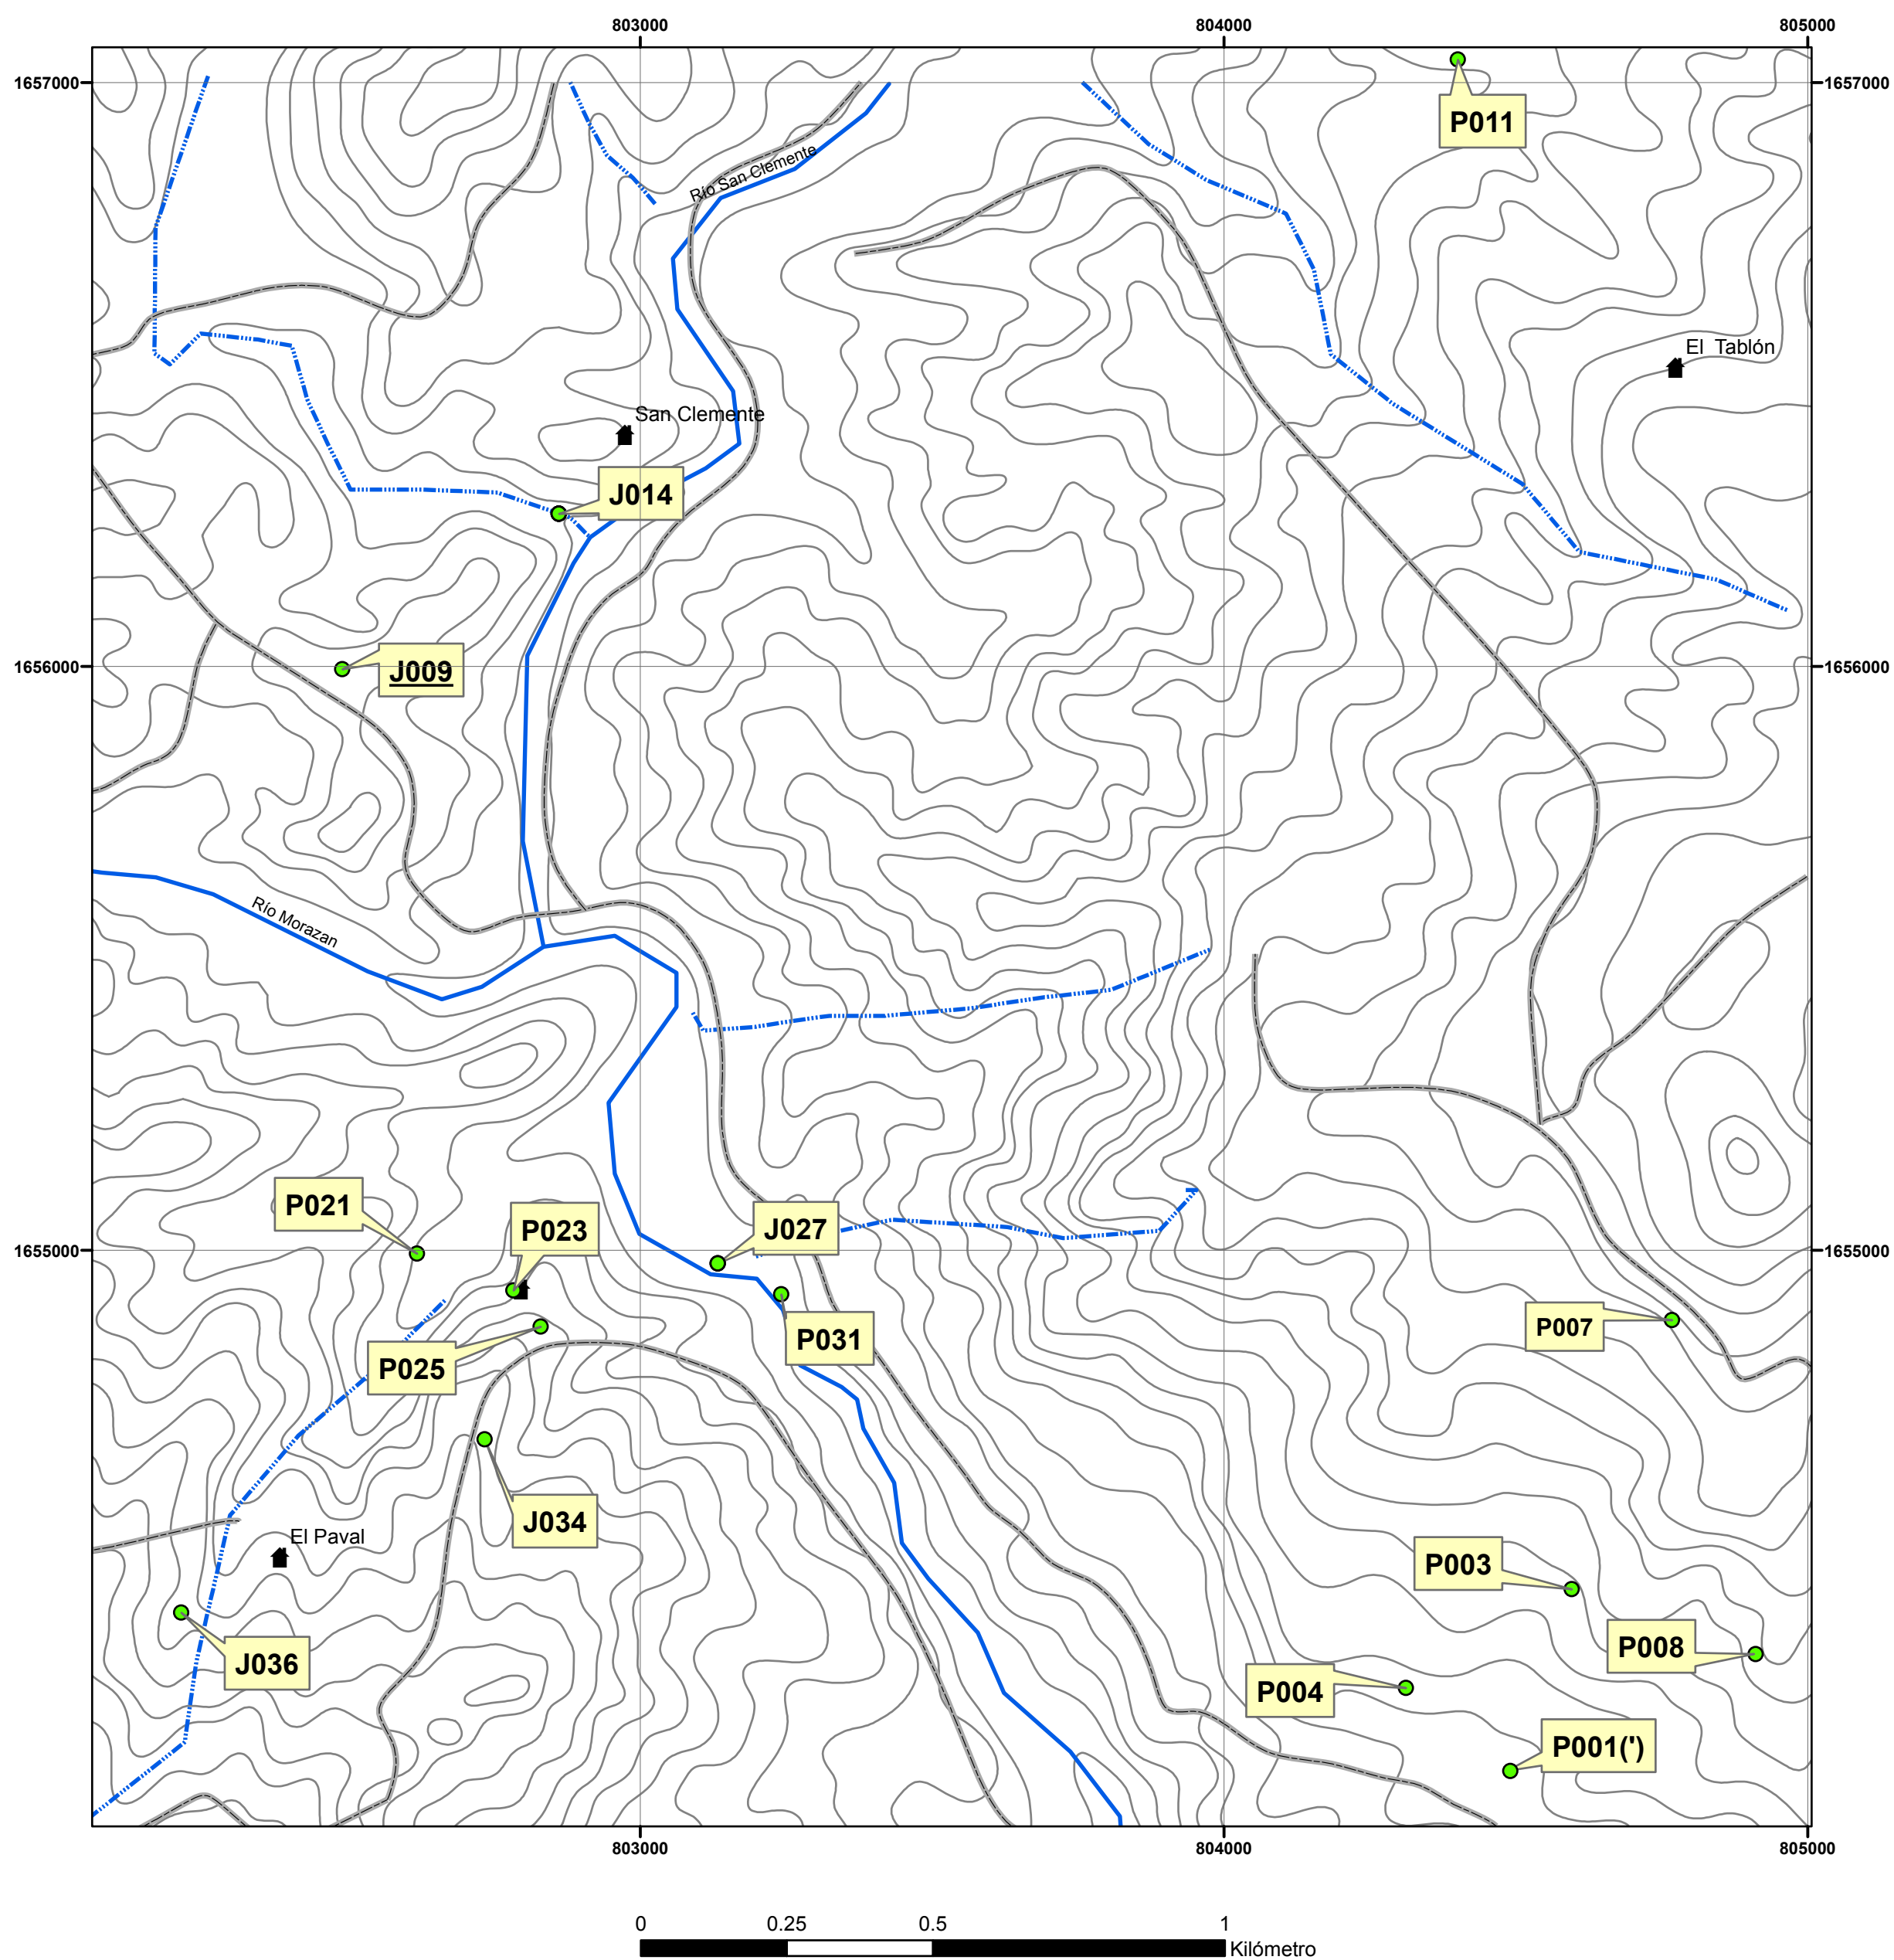 803000
804000
805000
1657000
1657000
P011
Río San Clemente
El Tablón
San Clemente
J014
1656000
1656000
J009
Río Morazan
P021
P023
J027
1655000
1655000
P031
P007
P025
J034
El Paval
P003
P008
J036
P004
P001(')
803000
804000
805000
0
0.25
0.5
1
Kilómetro